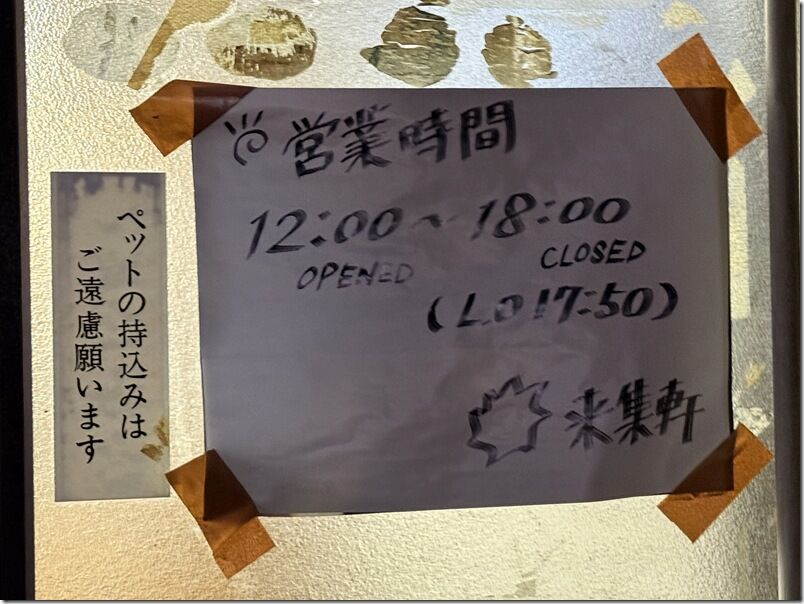 営業時間
12:00〜18:00
OPENED CLOSED
(L.O 17:50)
来集軒
ペットの持込みは
ご遠慮願います